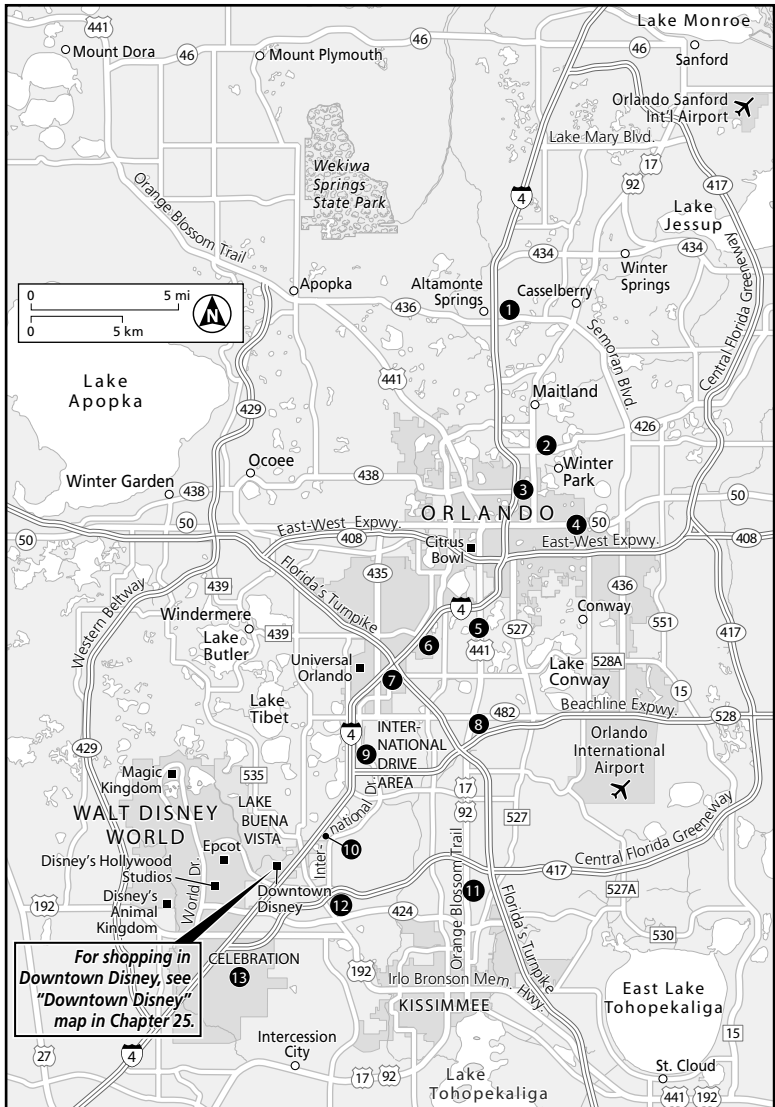 441
Mount Dora
46
Mount Plymouth
46
46
Lake Monroe
Sanford
Orlando Sanford
Int'l Airport
Lake Mary Blvd.
17
92
417
Wekiwa
Springs
State Park
4
Orange Blossom Trail
Lake
Jessup
434
434
Winter
Springs
0
5 mi
0
5 km
N
Apopka
Altamonte
Springs
436
1
Casselberry
Semoran Blvd.
Central Florida Greeneway
Lake
Apopka
441
429
Maitland
426
2
Winter
Park
Ocoee
438
Winter Garden
438
3
ORLANDO
4
50
50
50
50
East-West Expwy.
408
Citrus
Bowl
East-West Expwy.
408
Florida's Turnpike
435
436
Western Beltway
439
Windermere
Lake
Butler
439
4
5
441
527
Conway
551
417
6
Universal
Orlando
7
Lake
Conway
528A
15
Lake
Tibet
482
Beachline Expwy.
528
8
4
9
INTER-
NATIONAL
DRIVE
AREA
Orlando
International
Airport
429
Magic
Kingdom
535
17
92
527
WALT DISNEY
WORLD
LAKE
BUENA
VISTA
Inter-
national Dr.
10
Epcot
Disney's Hollywood
Studios
World Dr.
Downtown
Disney
Central Florida Greeneway
417
Disney's
Animal
Kingdom
192
12
424
11
Orange Blossom Trail
Florida's Turnpike
527A
530
For shopping in
Downtown Disney, see
"Downtown Disney"
map in Chapter 25.
CELEBRATION
13
192
Irlo Bronson Mem. Hwy.
KISSIMMEE
East Lake
Tohopekaliga
15
27
4
Intercession
City
17
92
Lake
Tohopekaliga
St. Cloud
441
192